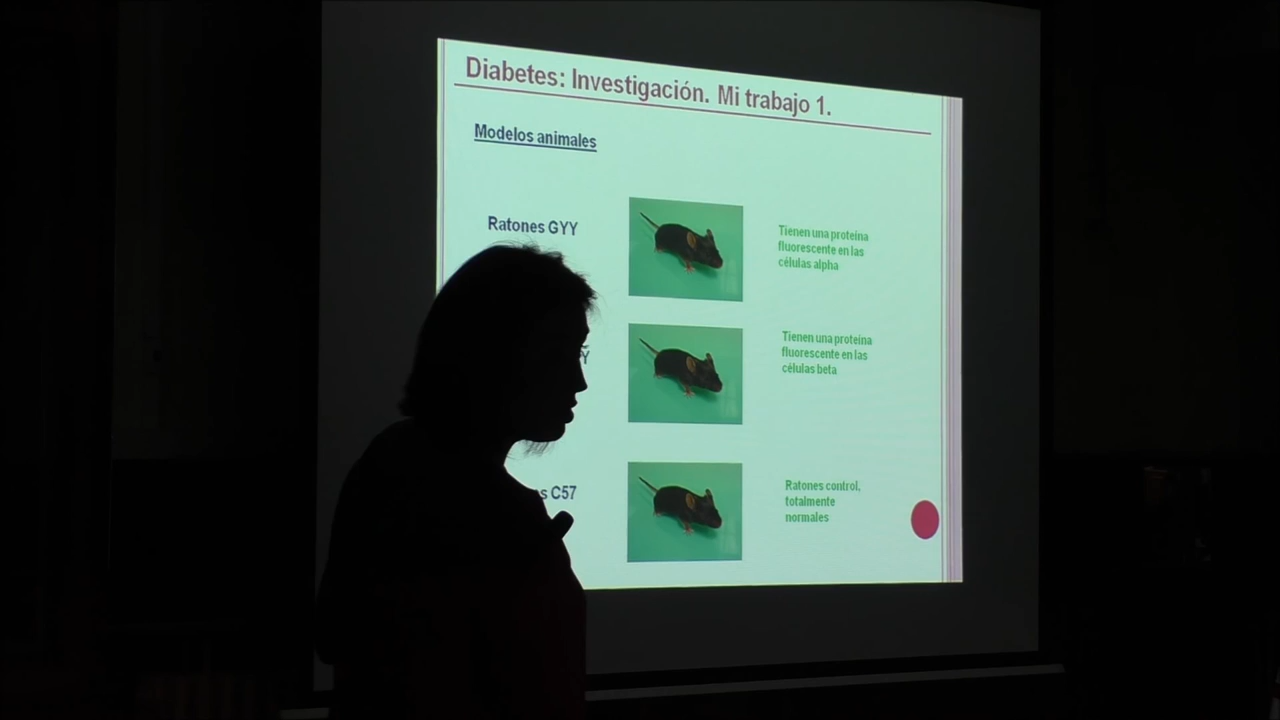 Diabetes: Investigación. Mi trabajo 1.
Modelos animales
Ratones GYY
Tienen una proteína
fluorescente en las
células alpha
Tienen una proteína
fluorescente en las
células beta
C57
Ratones control,
totalmente
normales